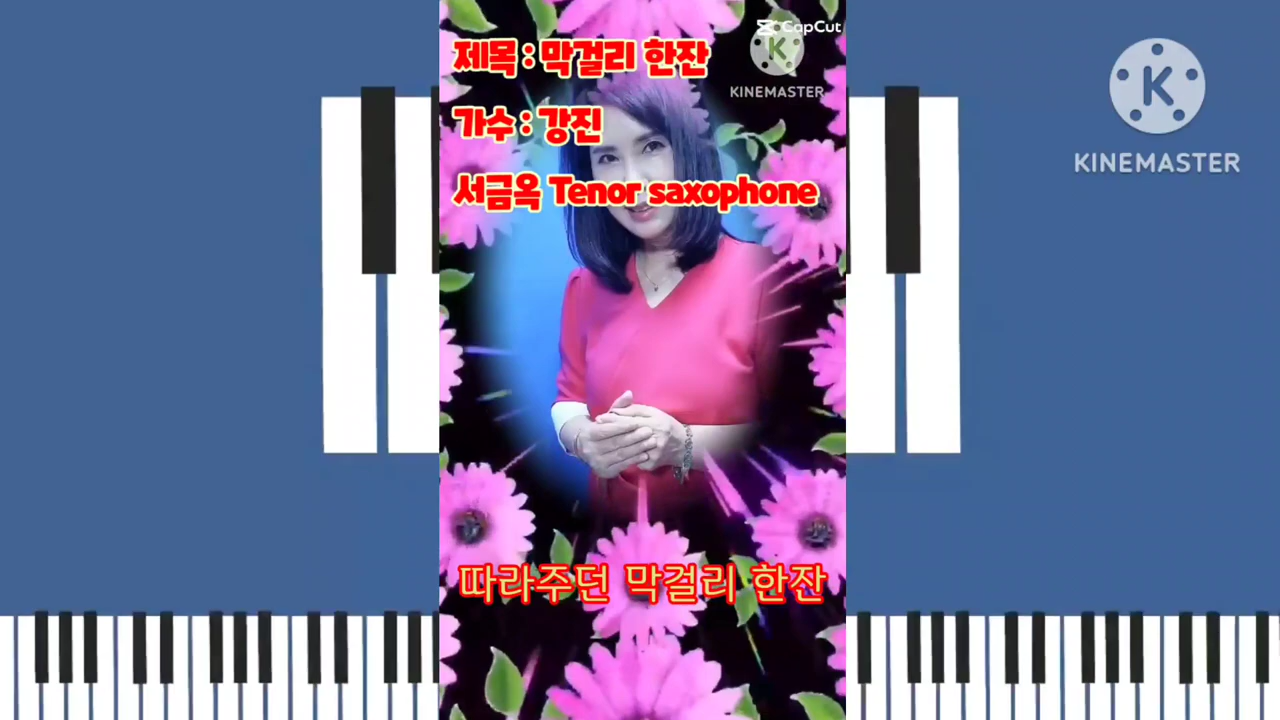 CapCut
제목 : 막걸리 한잔
KINEMASTER
가수 : 강진
서금옥 Tenor saxophone
K
KINEMASTER
따라주던 막걸리 한잔